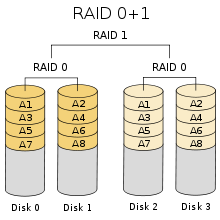 RAID 0+1
RAID 1
RAID 0 RAID 0
A1 A2 A1 A2
A3 A4 A3 A4
A5 A6 A5 A6
A7 A8 A7 A8
Disk 0 Disk 1 Disk 2 Disk 3